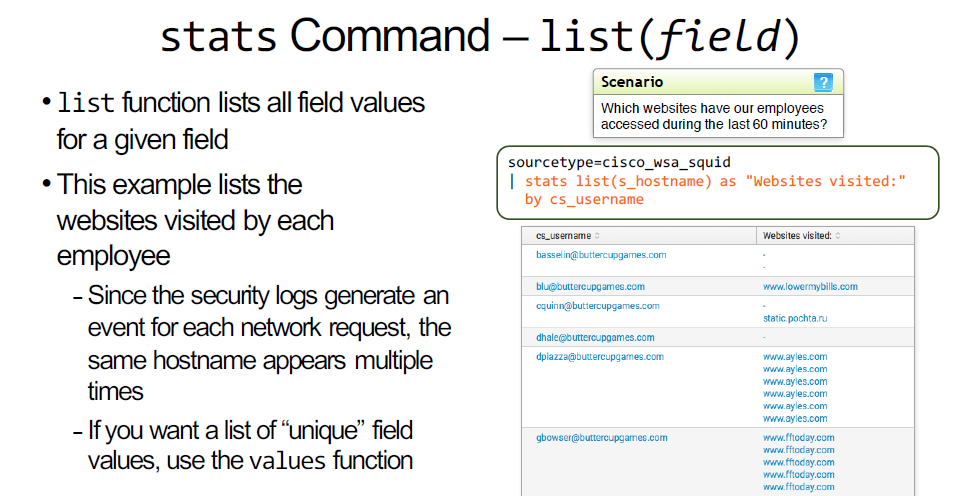 stats Command – list(field)
• list function lists all field values
for a given field
• This example lists the
websites visited by each
employee
- Since the security logs generate an
event for each network request, the
same hostname appears multiple
times
- If you want a list of “unique” field
values, use the values function
Scenario ?
Which websites have our employees
accessed during the last 60 minutes?
sourcetype=cisco_wsa_squid
| stats list(s_hostname) as "Websites visited:"
by cs_username
cs_username Websites visited:
basselin@buttercupgames.com -
-
blu@buttercupgames.com www.lowermybills.com
cquinn@buttercupgames.com -
static.pochta.ru
dhale@buttercupgames.com -
dpiazza@buttercupgames.com www.ayles.com
www.ayles.com
www.ayles.com
www.ayles.com
www.ayles.com
www.ayles.com
gbowser@buttercupgames.com www.fftoday.com
www.fftoday.com
www.fftoday.com
www.fftoday.com
www.fftoday.com